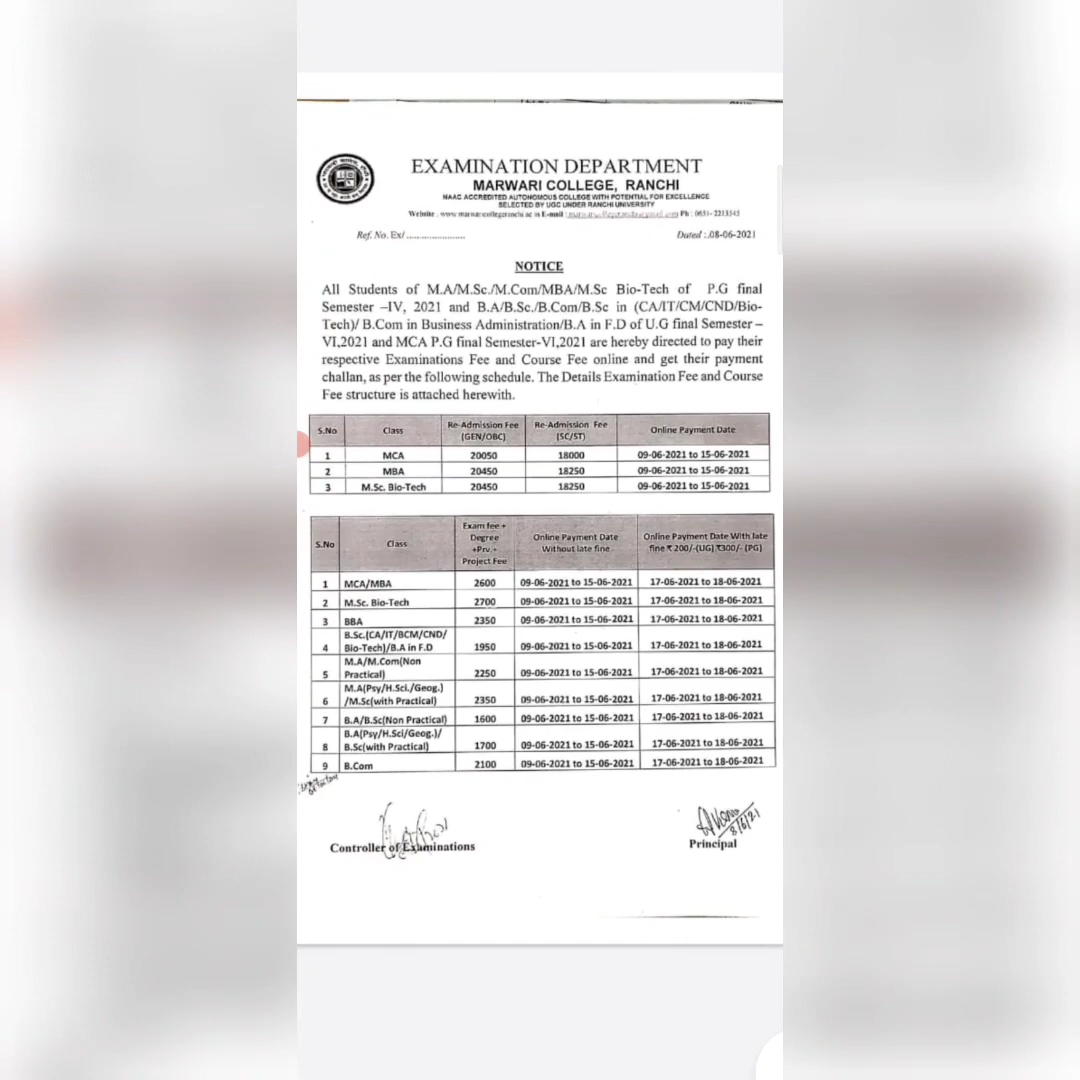 EXAMINATION DEPARTMENT
MARWARI COLLEGE, RANCHI
NAAC ACCREDITED AUTONOMOUS COLLEGE WITH POTENTIAL FOR EXCELLENCE
SELECTED BY UGC UNDER RANCHI UNIVERSITY
Website : www.marwaricollegeranchi.ac.in E-mail : Ph : 0651-2213545
Ref. No. Ex/ ...................... Dated :.08-06-2021
NOTICE
All Students of M.A/M.Sc./M.Com/MBA/M.Sc Bio-Tech of P.G final
Semester –IV, 2021 and B.A/B.Sc./B.Com/B.Sc in (CA/IT/CM/CND/Bio-
Tech)/ B.Com in Business Administration/B.A in F.D of U.G final Semester –
VI,2021 and MCA P.G final Semester-VI,2021 are hereby directed to pay their
respective Examinations Fee and Course Fee online and get their payment
challan, as per the following schedule. The Details Examination Fee and Course
Fee structure is attached herewith.
S.No Class Re-Admission Fee (GEN/OBC) Re-Admission Fee (SC/ST) Online Payment Date
1 MCA 20050 18000 09-06-2021 to 15-06-2021
2 MBA 20450 18250 09-06-2021 to 15-06-2021
3 M.Sc. Bio-Tech 20450 18250 09-06-2021 to 15-06-2021
S.No Class Exam fee + Degree +Prv.+ Project Fee Online Payment Date Without late fine Online Payment Date With late fine ₹ 200/-(UG) ₹300/- (PG)
1 MCA/MBA 2600 09-06-2021 to 15-06-2021 17-06-2021 to 18-06-2021
2 M.Sc. Bio-Tech 2700 09-06-2021 to 15-06-2021 17-06-2021 to 18-06-2021
3 BBA 2350 09-06-2021 to 15-06-2021 17-06-2021 to 18-06-2021
4 B.Sc.(CA/IT/BCM/CND/ Bio-Tech)/B.A in F.D 1950 09-06-2021 to 15-06-2021 17-06-2021 to 18-06-2021
5 M.A/M.Com(Non Practical) 2250 09-06-2021 to 15-06-2021 17-06-2021 to 18-06-2021
6 M.A(Psy/H.Sci./Geog.) /M.Sc(with Practical) 2350 09-06-2021 to 15-06-2021 17-06-2021 to 18-06-2021
7 B.A/B.Sc(Non Practical) 1600 09-06-2021 to 15-06-2021 17-06-2021 to 18-06-2021
8 B.A(Psy/H.Sci/Geog.)/ B.Sc(with Practical) 1700 09-06-2021 to 15-06-2021 17-06-2021 to 18-06-2021
9 B.Com 2100 09-06-2021 to 15-06-2021 17-06-2021 to 18-06-2021
8/6/21
Controller of Examinations Principal